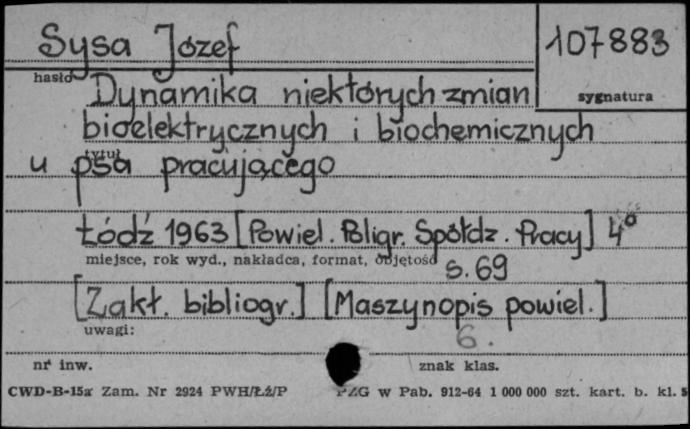 Sysa Józef
107883
hasło
sygnatura
Dynamika niektórych zmian
bioelektrycznych i biochemicznych
tytuł
u psa pracującego
Łódź 1963 [Powiel. Poligr. Spółdz. Pracy] 4°
miejsce, rok wyd., nakładca, format, objętość
s. 69
[Zakł. bibliogr.] [Maszynopis powiel.]
uwagi:
6.
nr inw.
znak klas.
CWD-B-15a Zam. Nr 2924 PWH/Łź/P PZG w Pab. 912-64 1 000 000 szt. kart. b. kl. 5